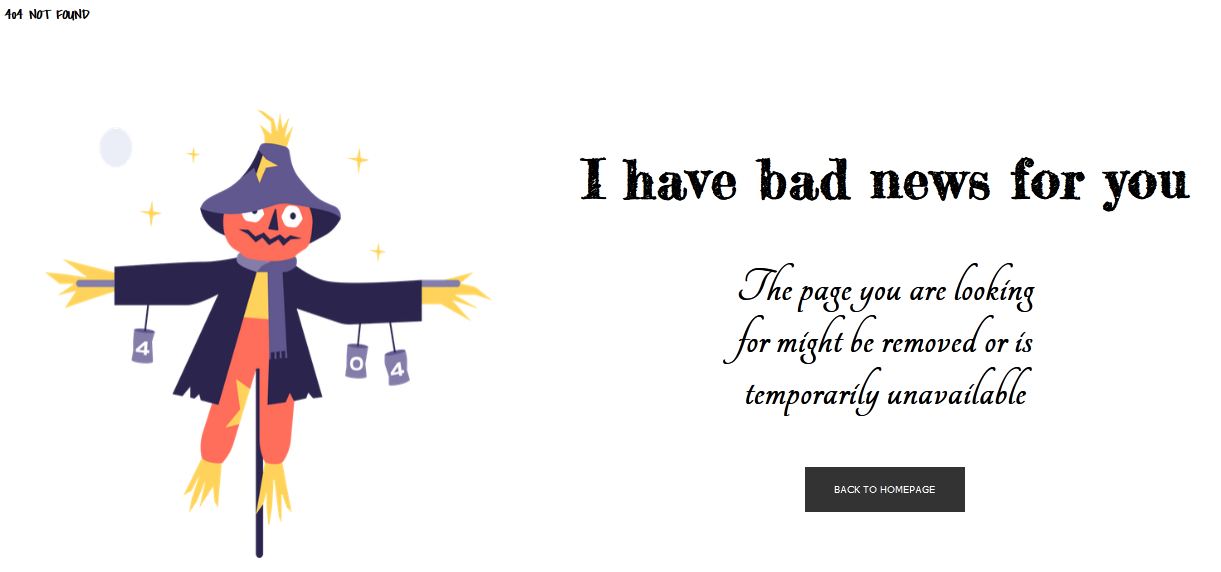 404 NOT FOUND
I have bad news for you
The page you are looking
for might be removed or is
temporarily unavailable
BACK TO HOMEPAGE
4
0
4